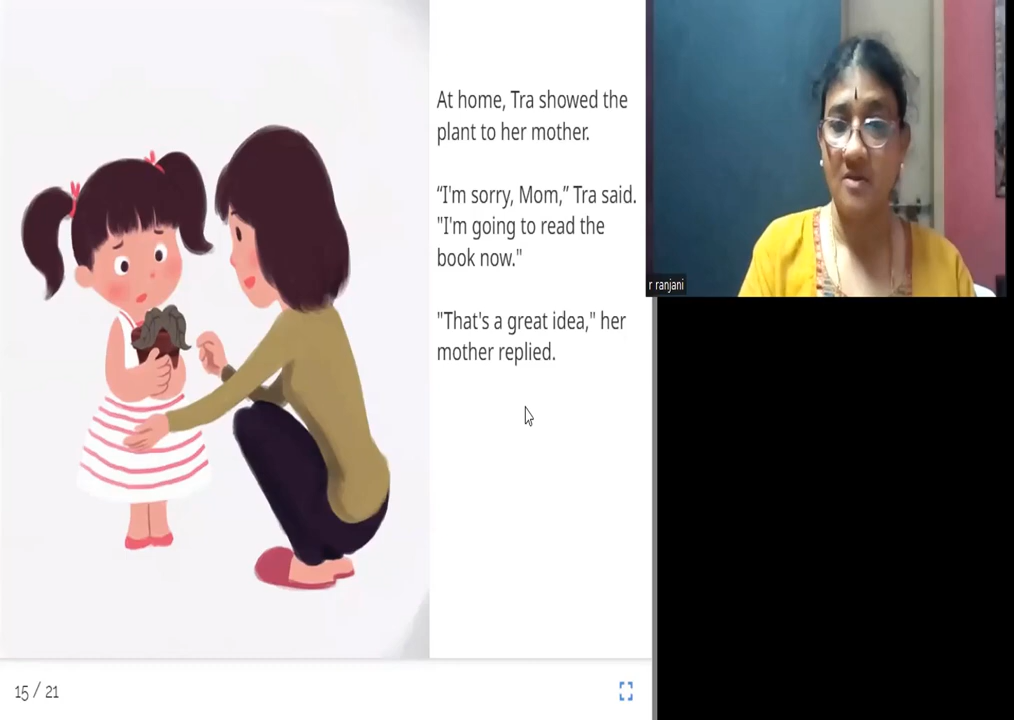 At home, Tra showed the
plant to her mother.
“I'm sorry, Mom,” Tra said.
"I'm going to read the
book now."
"That's a great idea," her
mother replied.
r ranjani
15 / 21